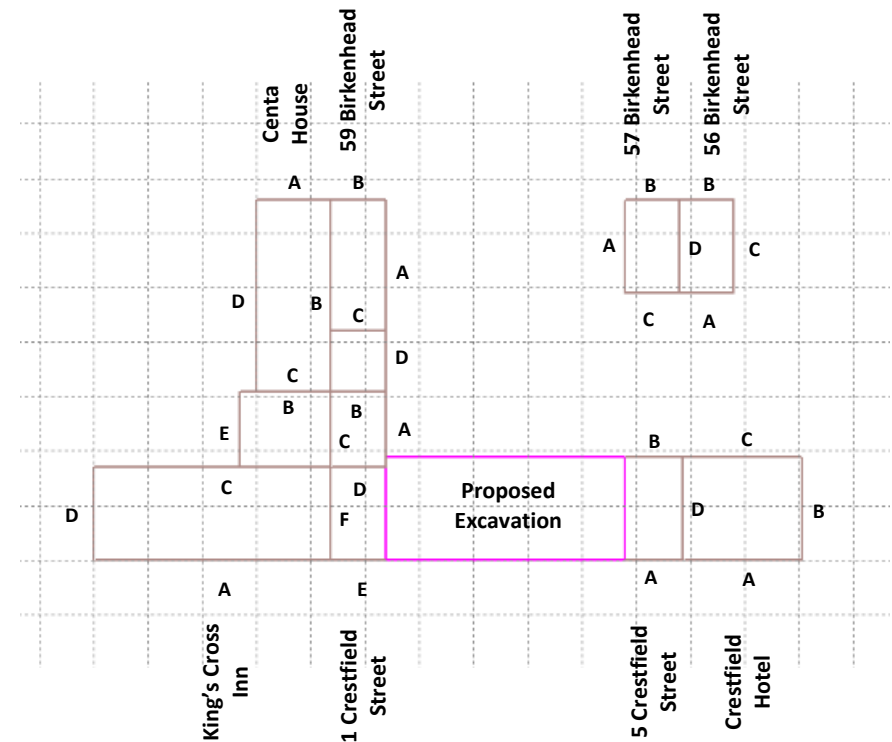 Centa
House
59 Birkenhead
Street
57 Birkenhead
Street
56 Birkenhead
Street
A
B
B
B
A
D
C
A
D
B
C
C
A
D
C
B
B
C
A
E
B
C
C
D
D
F
Proposed
Excavation
D
B
A
E
A
A
King's Cross
Inn
1 Crestfield
Street
5 Crestfield
Street
Crestfield
Hotel